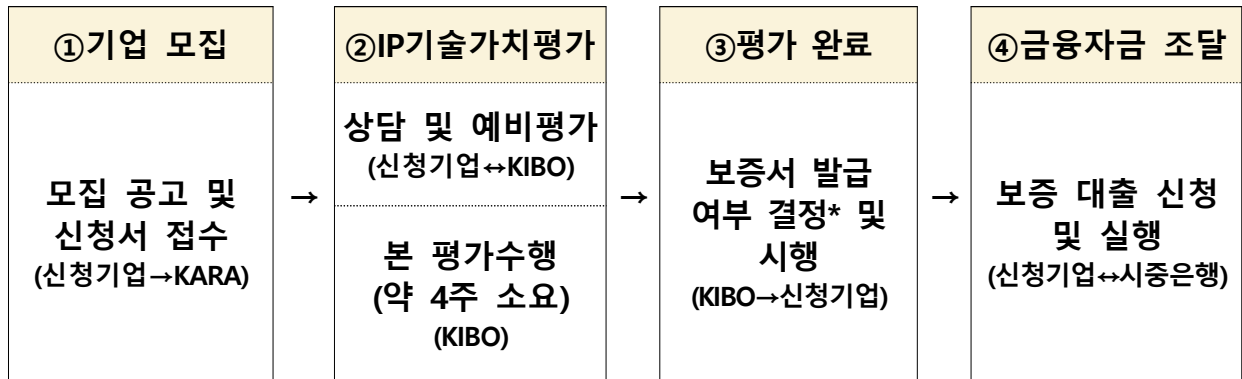 ①기업 모집
모집 공고 및
신청서 접수
(신청기업→KARA)
→
②IP기술가치평가
상담 및 예비평가
(신청기업↔KIBO)
본 평가수행
(약 4주 소요)
(KIBO)
→
③평가 완료
보증서 발급
여부 결정* 및
시행
(KIBO→신청기업)
→
④금융자금 조달
보증 대출 신청
및 실행
(신청기업↔시중은행)